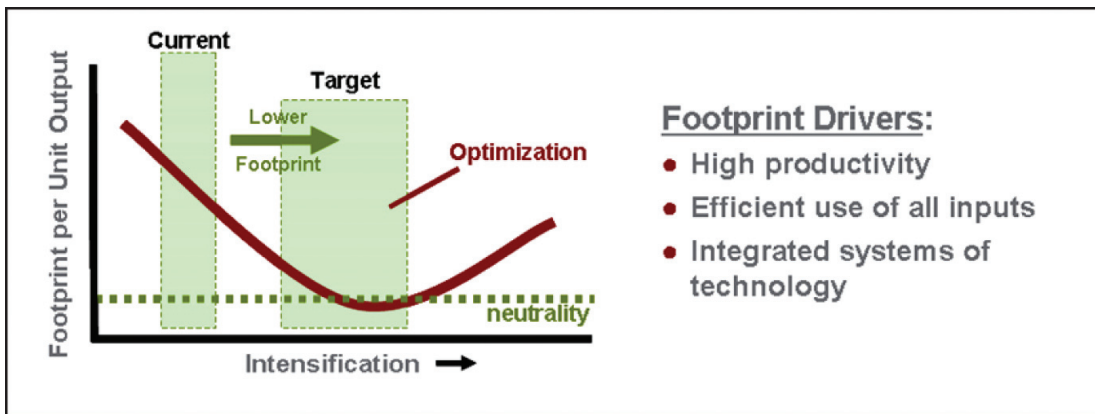 Current
Target
Lower
Footprint
Optimization
neutrality
Footprint per Unit Output
Intensification
Footprint Drivers:
• High productivity
• Efficient use of all inputs
• Integrated systems of
technology